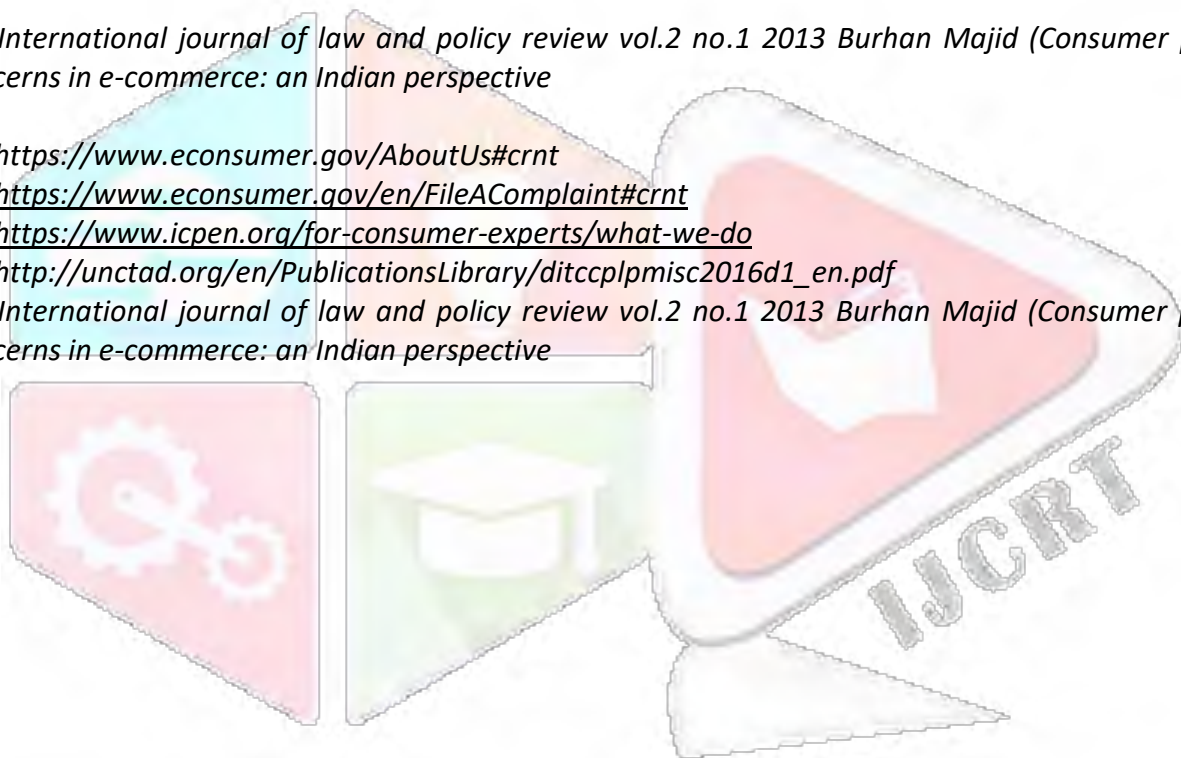 International journal of law and policy review vol.2 no.1 2013 Burhan Majid (Consumer
cerns in e-commerce: an Indian perspective
https://www.econsumer.gov/AboutUs#crnt
https://www.econsumer.gov/en/FileAComplaint#crnt
https://www.icpen.org/for-consumer-experts/what-we-do
http://unctad.org/en/PublicationsLibrary/ditccplpmisc2016d1_en.pdf
International journal of law and policy review vol.2 no.1 2013 Burhan Majid (Consumer
cerns in e-commerce: an Indian perspective
IJCRT